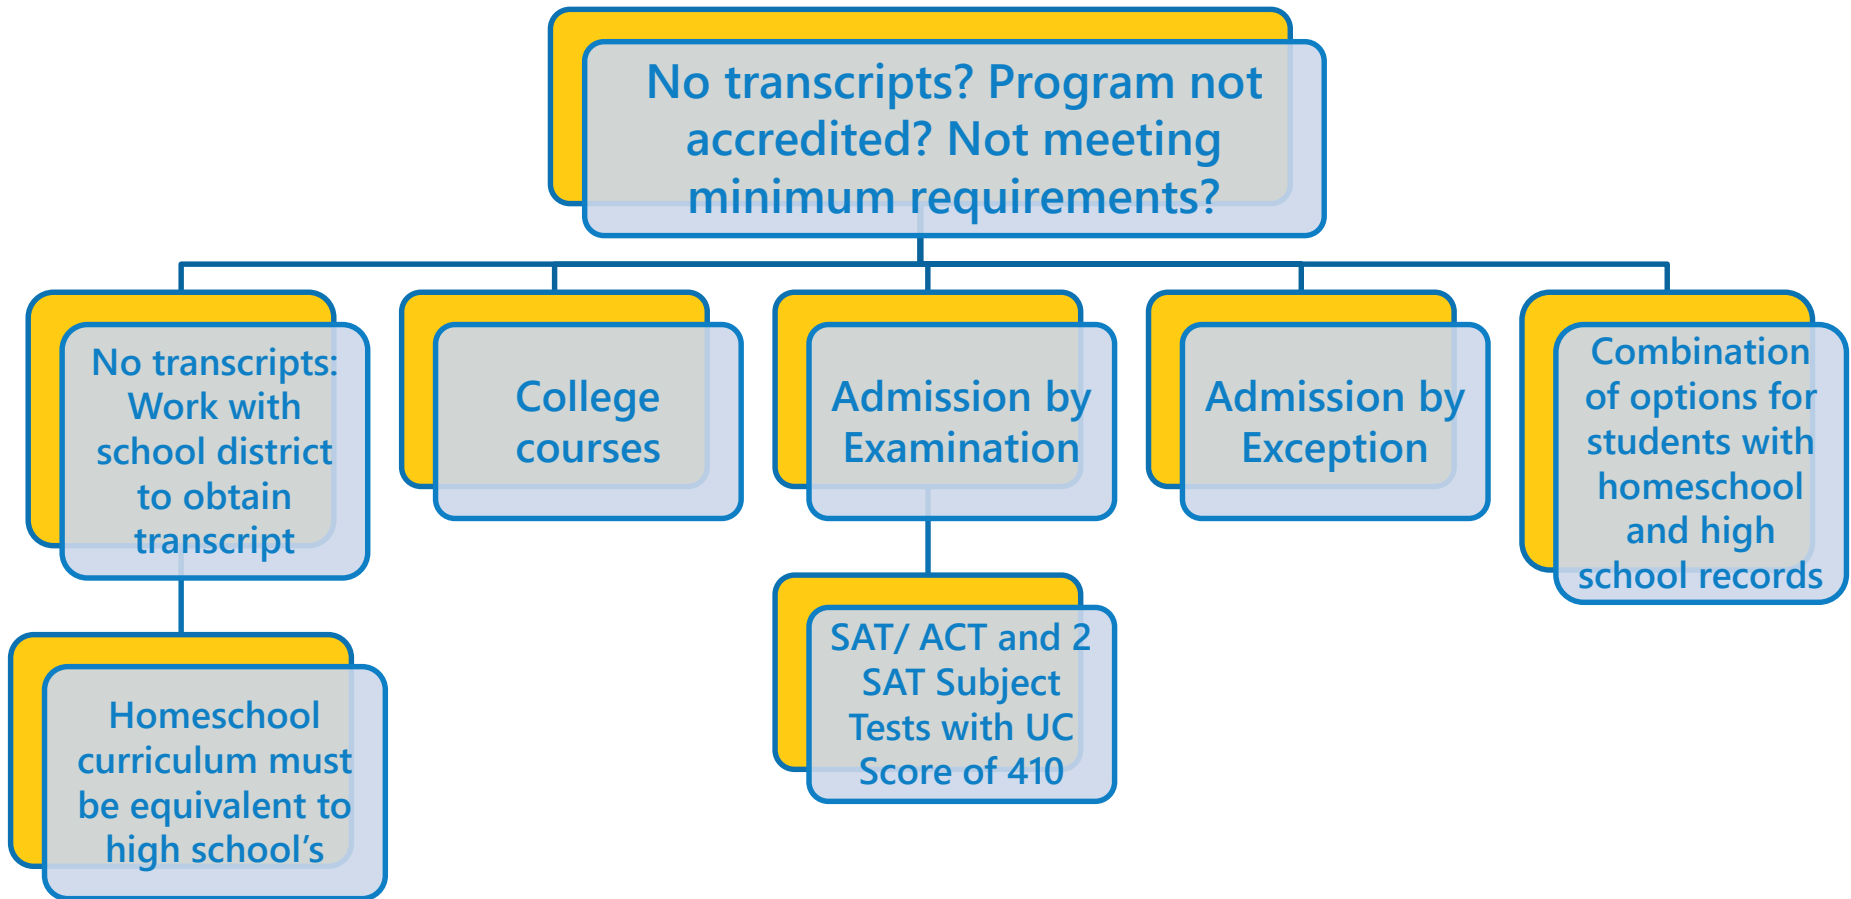 No transcripts? Program not
accredited? Not meeting
minimum requirements?
No transcripts:
Work with
school district
to obtain
transcript
College
courses
Admission by
Examination
Admission by
Exception
Combination
of options for
students with
homeschool
and high
school records
Homeschool
curriculum must
be equivalent to
high school’s
SAT/ ACT and 2
SAT Subject
Tests with UC
Score of 410